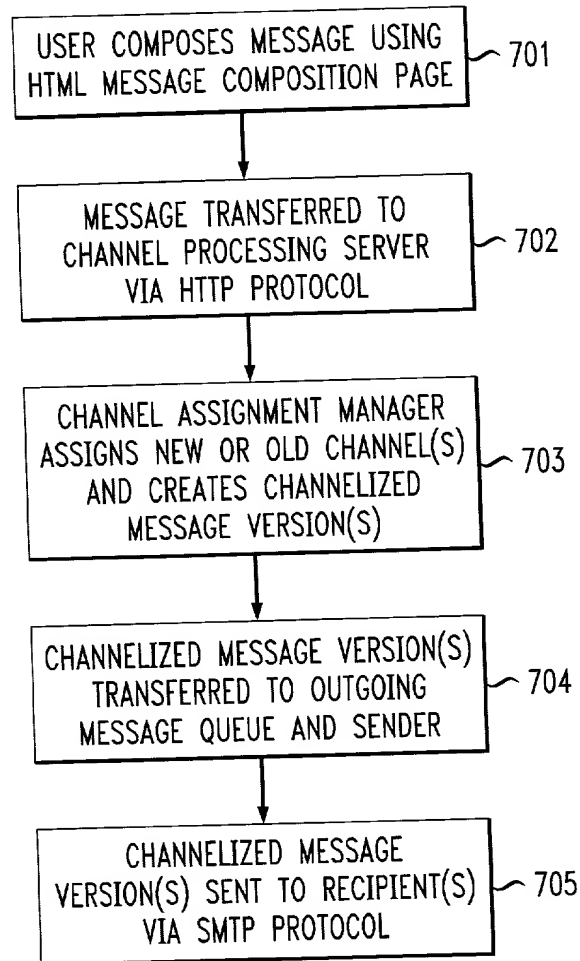 USER COMPOSES MESSAGE USING
HTML MESSAGE COMPOSITION PAGE
701
MESSAGE TRANSFERRED TO
CHANNEL PROCESSING SERVER
VIA HTTP PROTOCOL
702
CHANNEL ASSIGNMENT MANAGER
ASSIGNS NEW OR OLD CHANNEL(S)
AND CREATES CHANNELIZED
MESSAGE VERSION(S)
703
CHANNELIZED MESSAGE VERSION(S)
TRANSFERRED TO OUTGOING
MESSAGE QUEUE AND SENDER
704
CHANNELIZED MESSAGE
VERSION(S) SENT TO RECIPIENT(S)
VIA SMTP PROTOCOL
705